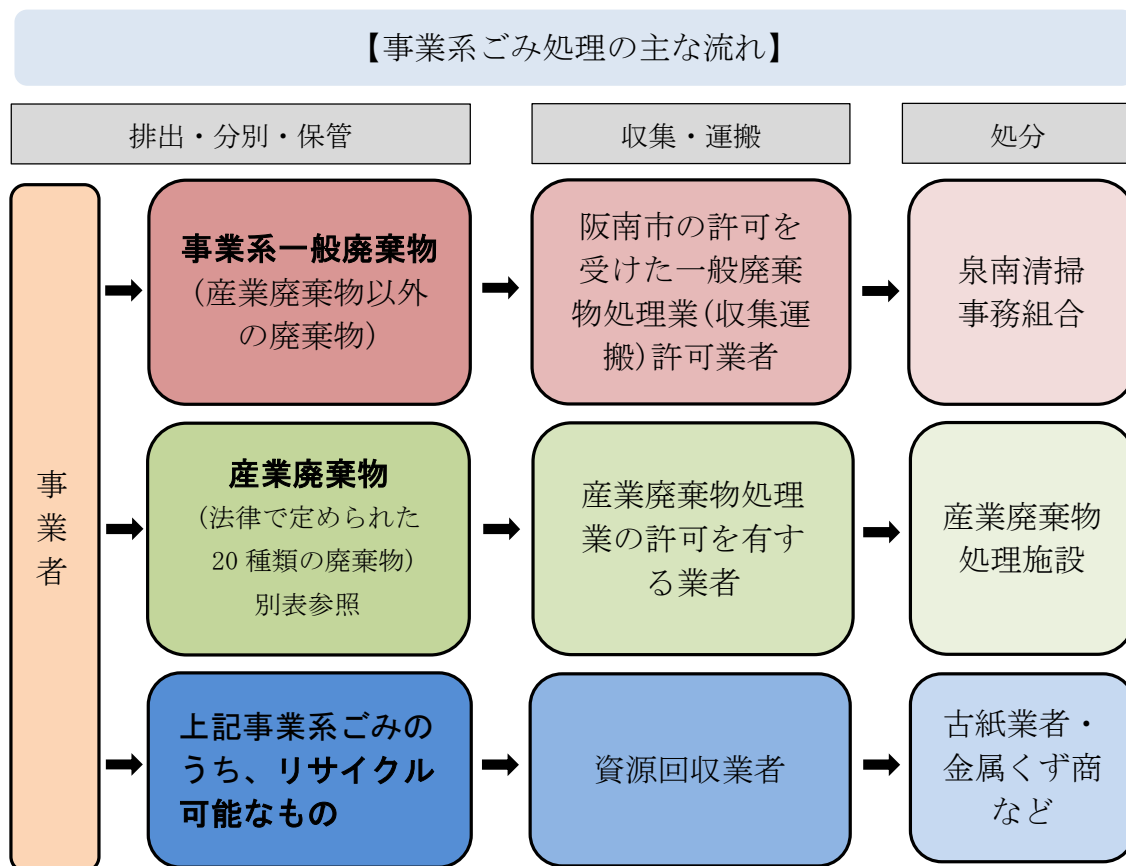 【事業系ごみ処理の主な流れ】
排出・分別・保管
収集・運搬
処分
事業者
事業系一般廃棄物
(産業廃棄物以外
の廃棄物)
阪南市の許可を
受けた一般廃棄
物処理業(収集運
搬)許可業者
泉南清掃
事務組合
産業廃棄物
(法律で定められた
20 種類の廃棄物)
別表参照
産業廃棄物処理
業の許可を有す
る業者
産業廃棄物
処理施設
上記事業系ごみの
うち、リサイクル
可能なもの
資源回収業者
古紙業者・
金属くず商
など